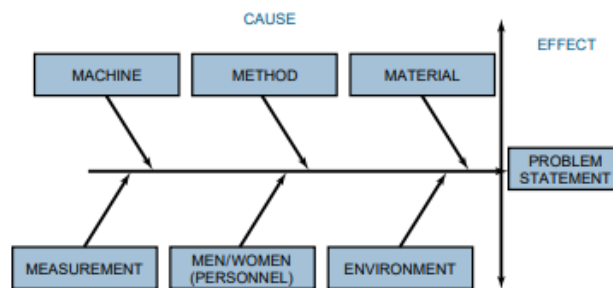 CAUSE
EFFECT
MACHINE
METHOD
MATERIAL
PROBLEM
STATEMENT
MEASUREMENT
MEN/WOMEN
(PERSONNEL)
ENVIRONMENT